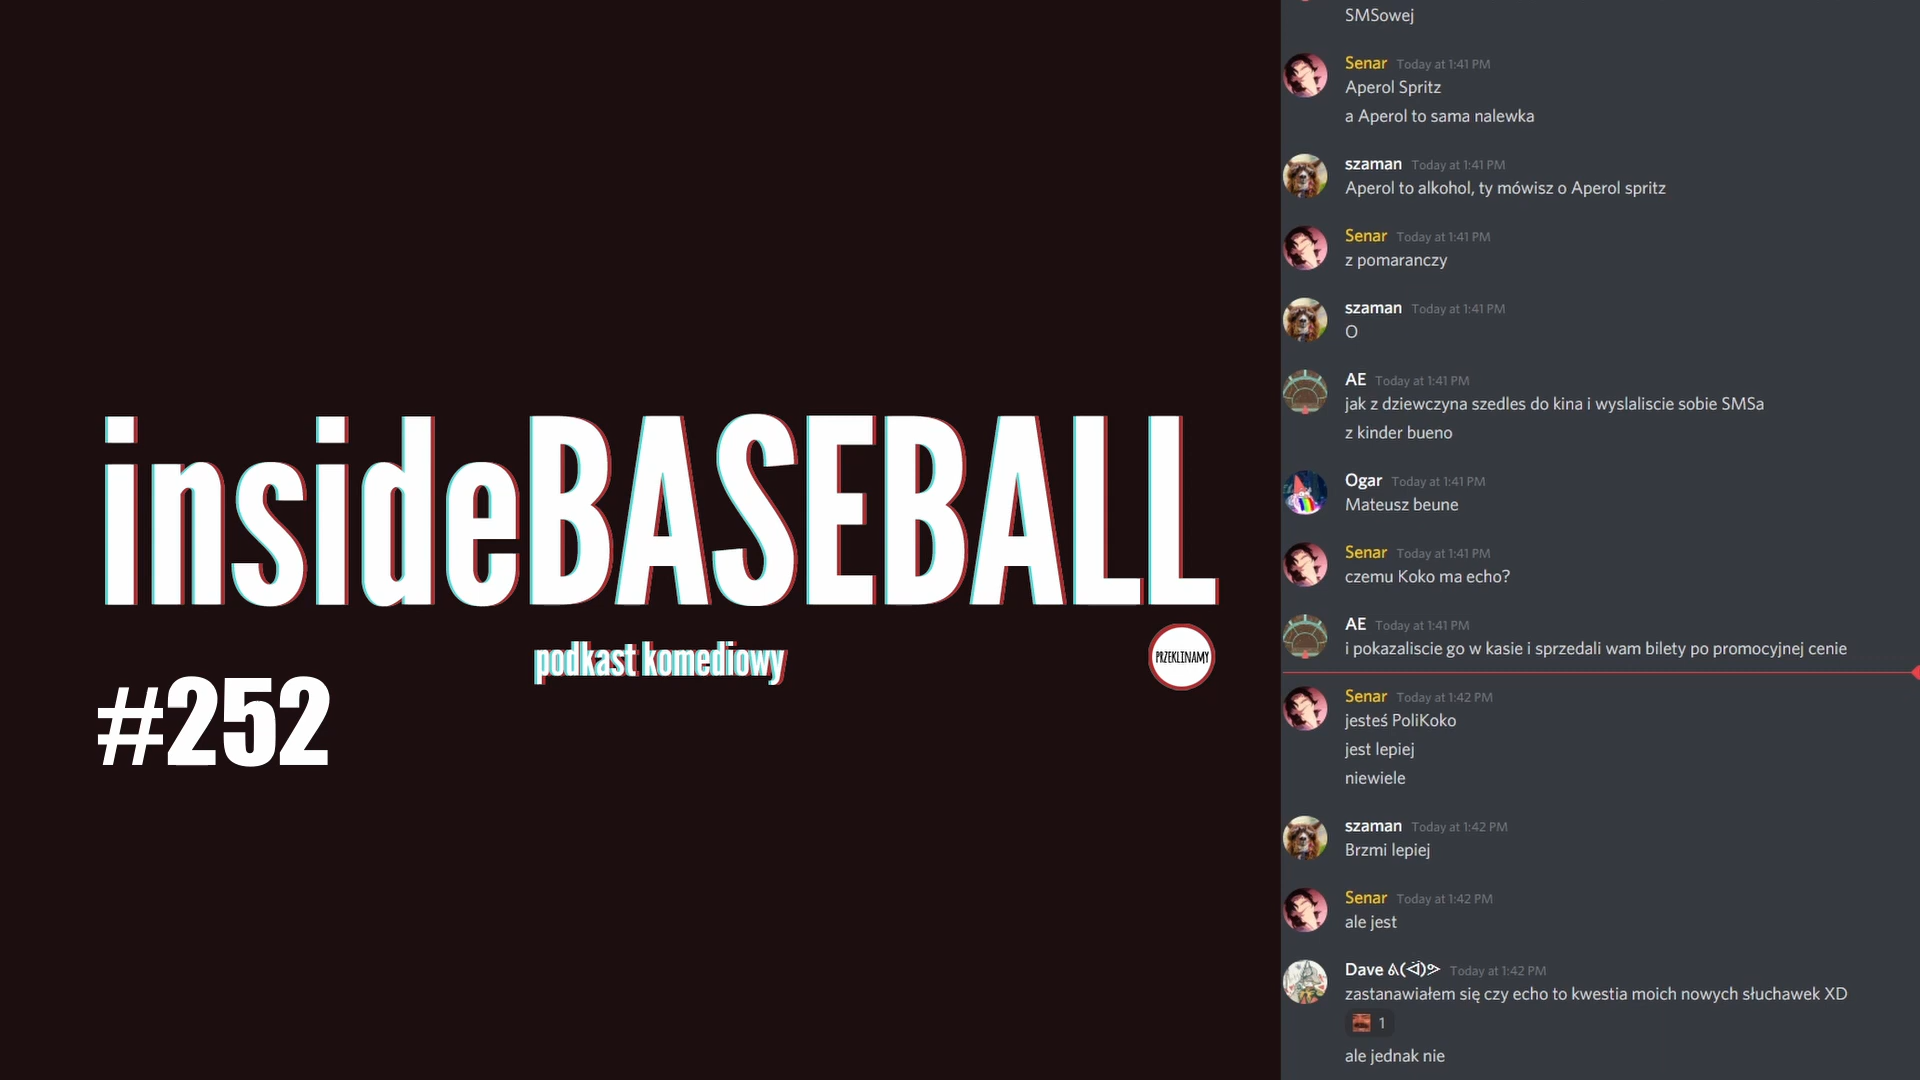 insideBASEBALL
podkast komediowy
PRZEKLINAMY
#252
SMSowej
Senar Today at 1:41 PM
Aperol Spritz
a Aperol to sama nalewka
szaman Today at 1:41 PM
Aperol to alkohol, ty mówisz o Aperol spritz
Senar Today at 1:41 PM
z pomaranczy
szaman Today at 1:41 PM
O
AE Today at 1:41 PM
jak z dziewczyna szedles do kina i wyslaliscie sobie SMSa
z kinder bueno
Ogar Today at 1:41 PM
Mateusz beune
Senar Today at 1:41 PM
czemu Koko ma echo?
AE Today at 1:41 PM
i pokazaliscie go w kasie i sprzedali wam bilety po promocyjnej cenie
Senar Today at 1:42 PM
jesteś PoliKoko
jest lepiej
niewiele
szaman Today at 1:42 PM
Brzmi lepiej
Senar Today at 1:42 PM
ale jest
Dave Today at 1:42 PM
zastanawiałem się czy echo to kwestia moich nowych słuchawek XD
1
ale jednak nie